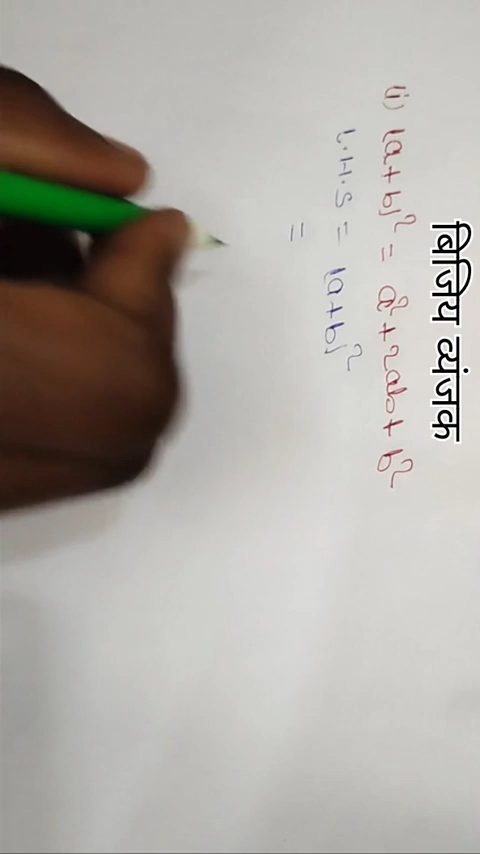 बिजिय व्यंजक
(i) (a+b)² = a²+2ab+b²
L.H.S = (a+b)²
=